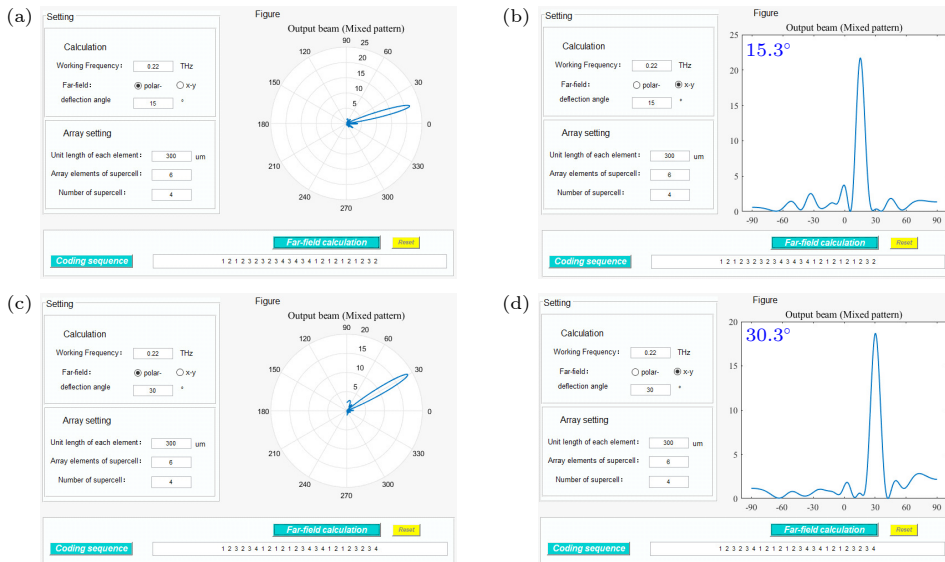 (a)
Setting
Calculation
Working Frequency: 0.22 THz
Far-field: polar- x-y
deflection angle 15 °
Array setting
Unit length of each element: 300 um
Array elements of supercell: 6
Number of supercell: 4
Figure
Output beam (Mixed pattern)
90
60
30
0
330
300
270
240
210
180
150
120
25
20
15
10
5
Far-field calculation
Reset
Coding sequence
1 2 1 2 3 2 3 2 3 4 3 4 3 4 1 2 1 2 1 2 1 2 3 2
(b)
Setting
Calculation
Working Frequency: 0.22 THz
Far-field: polar- x-y
deflection angle 15 °
Array setting
Unit length of each element: 300 um
Array elements of supercell: 6
Number of supercell: 4
Figure
Output beam (Mixed pattern)
15.3°
25
20
15
10
5
0
-90 -60 -30 0 30 60 90
Far-field calculation
Reset
Coding sequence
1 2 1 2 3 2 3 2 3 4 3 4 3 4 1 2 1 2 1 2 1 2 3 2
(c)
Setting
Calculation
Working Frequency: 0.22 THz
Far-field: polar- x-y
deflection angle 30 °
Array setting
Unit length of each element: 300 um
Array elements of supercell: 6
Number of supercell: 4
Figure
Output beam (Mixed pattern)
90
60
30
0
330
300
270
240
210
180
150
120
20
15
10
5
Far-field calculation
Reset
Coding sequence
1 2 3 2 3 4 1 2 1 2 1 2 3 4 3 4 1 2 1 2 3 2 3 4
(d)
Setting
Calculation
Working Frequency: 0.22 THz
Far-field: polar- x-y
deflection angle 30 °
Array setting
Unit length of each element: 300 um
Array elements of supercell: 6
Number of supercell: 4
Figure
Output beam (Mixed pattern)
30.3°
20
15
10
5
0
-90 -60 -30 0 30 60 90
Far-field calculation
Reset
Coding sequence
1 2 3 2 3 4 1 2 1 2 1 2 3 4 3 4 1 2 1 2 3 2 3 4